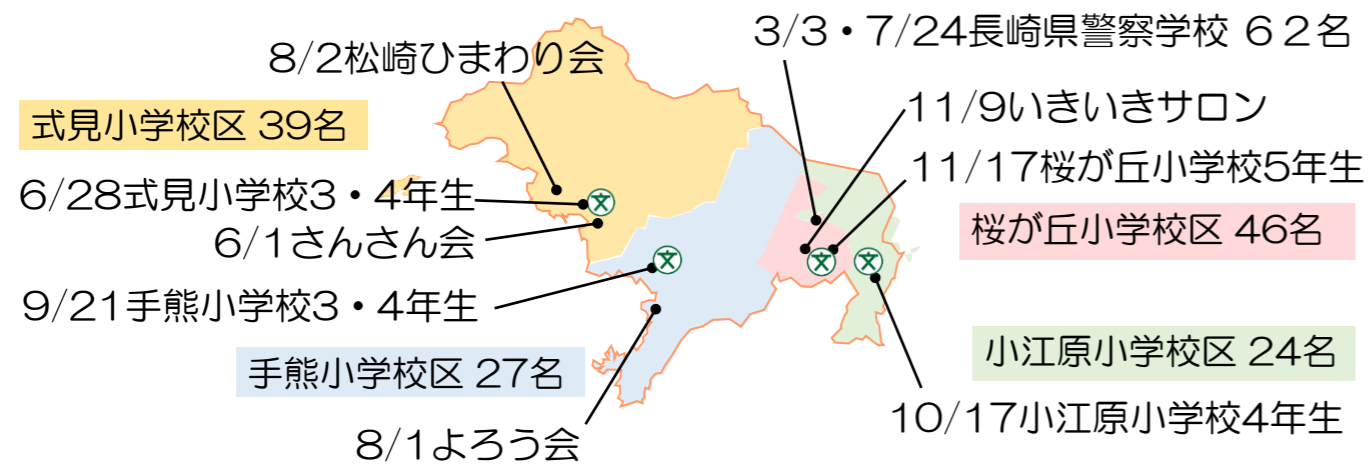 3/3・7/24長崎県警察学校 62名
8/2松崎ひまわり会
11/9いきいきサロン
式見小学校区 39名
11/17桜が丘小学校5年生
6/28式見小学校3・4年生
文
桜が丘小学校区 46名
6/1さんさん会
文
文
文
9/21手熊小学校3・4年生
小江原小学校区 24名
手熊小学校区 27名
10/17小江原小学校4年生
8/1よろう会